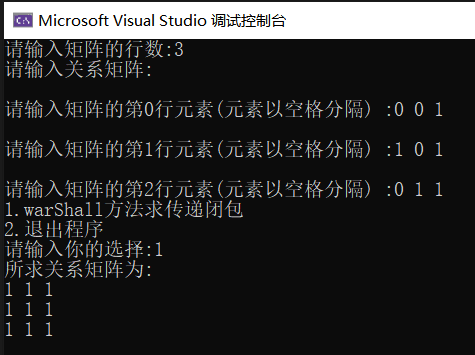 Microsoft Visual Studio 调试控制台
请输入矩阵的行数:3
请输入关系矩阵:
请输入矩阵的第0行元素(元素以空格分隔) :0 0 1
请输入矩阵的第1行元素(元素以空格分隔) :1 0 1
请输入矩阵的第2行元素(元素以空格分隔) :0 1 1
1.warShall方法求传递闭包
2.退出程序
请输入你的选择:1
所求关系矩阵为:
1 1 1
1 1 1
1 1 1